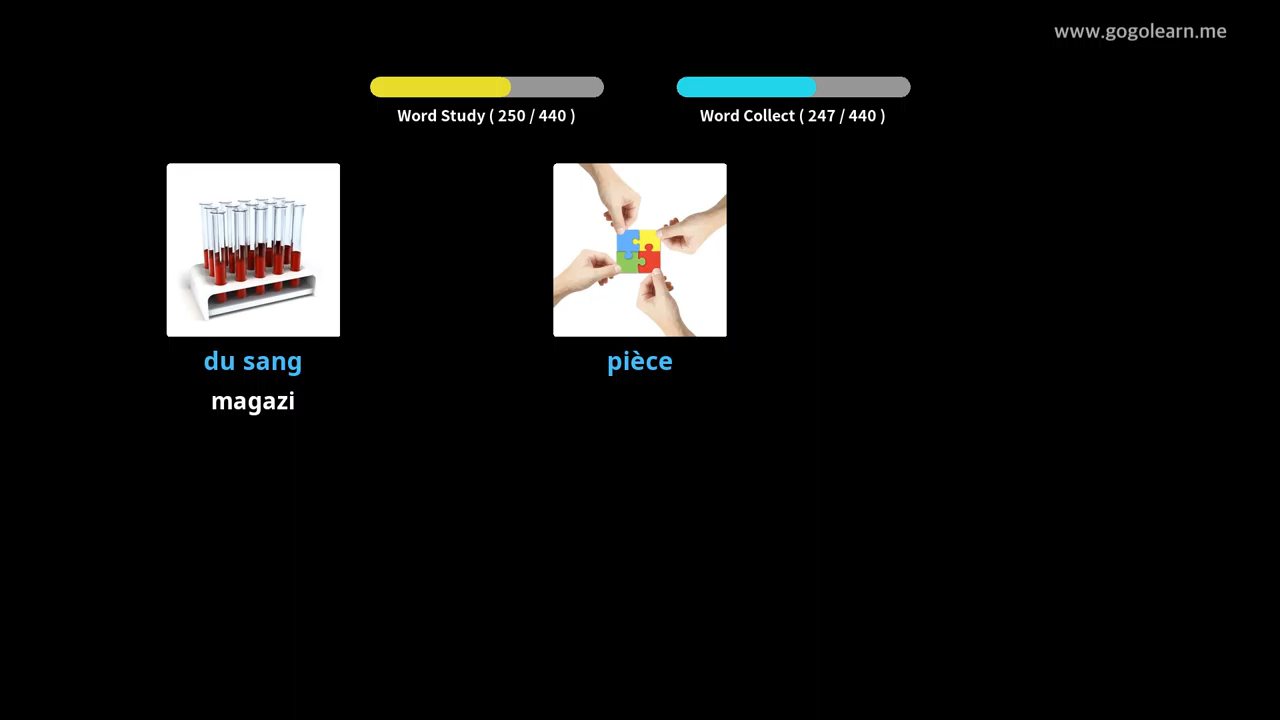 www.gogolearn.me
Word Study ( 250 / 440 )
Word Collect ( 247 / 440 )
du sang
magazi
pièce